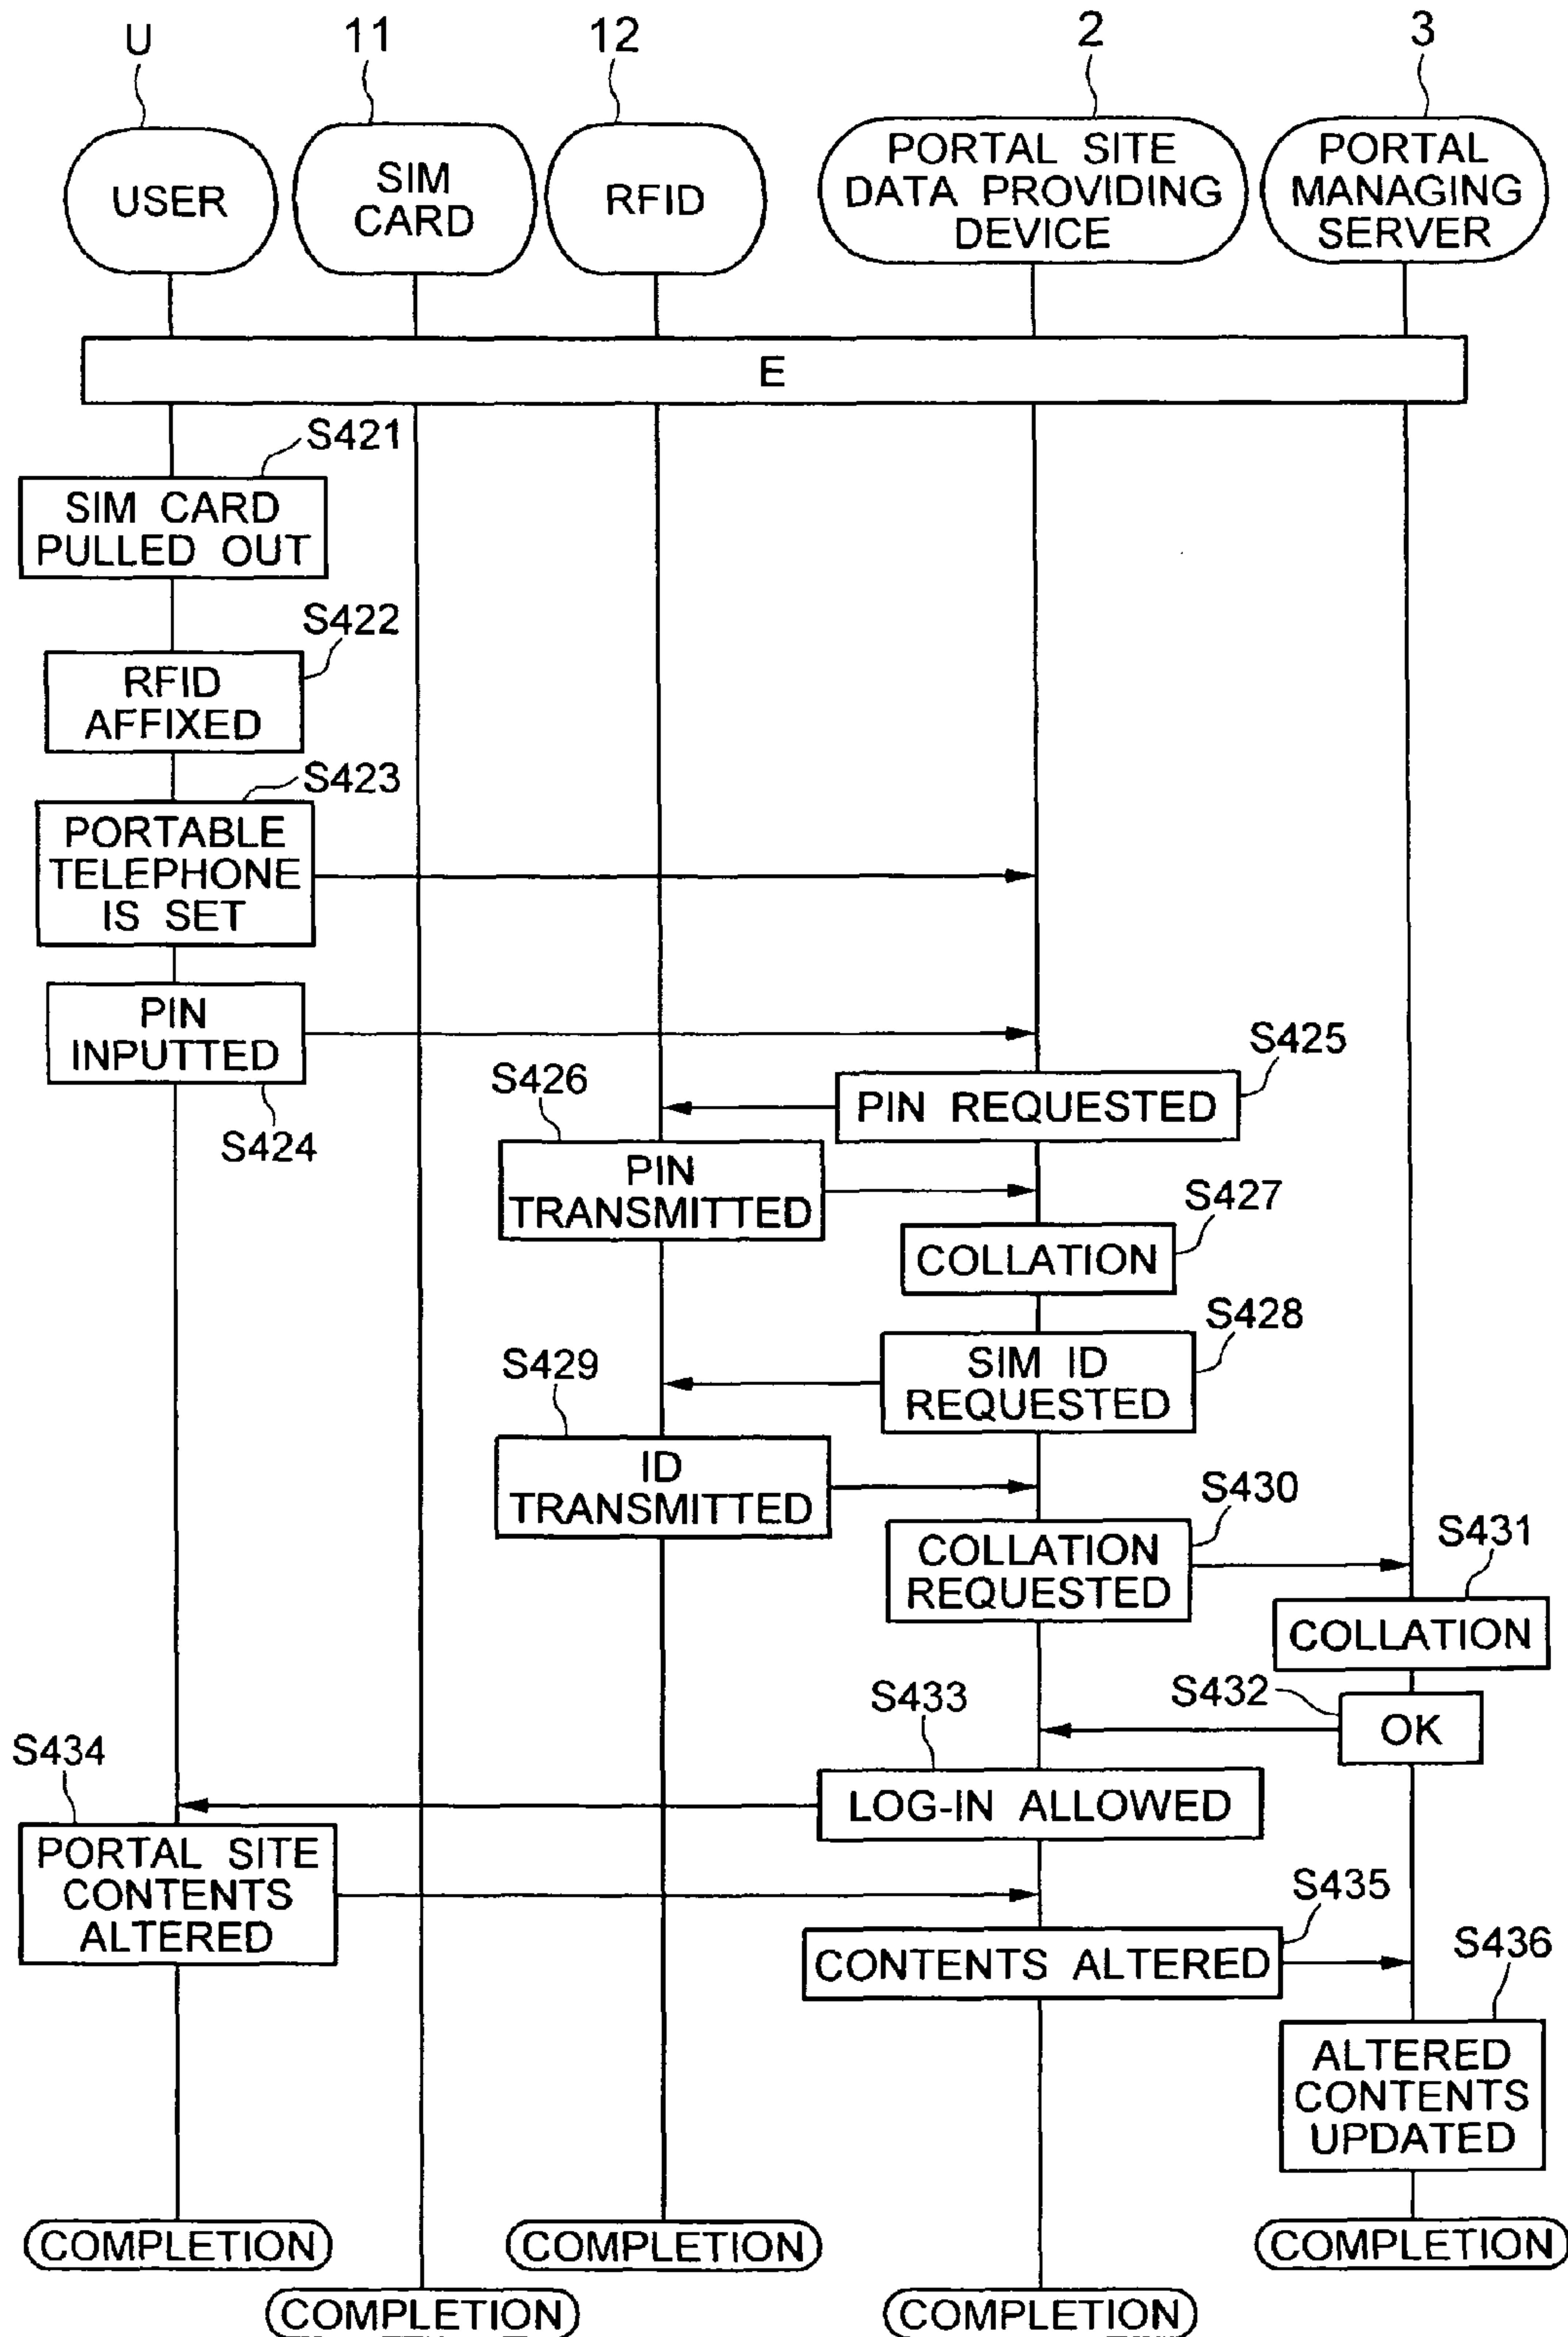 U
11
12
2
3
USER
SIM
CARD
RFID
PORTAL SITE
DATA PROVIDING
DEVICE
PORTAL
MANAGING
SERVER
E
S421
SIM CARD
PULLED OUT
S422
RFID
AFFIXED
S423
PORTABLE
TELEPHONE
IS SET
PIN
INPUTTED
S424
S425
PIN REQUESTED
S426
PIN
TRANSMITTED
S427
COLLATION
S428
SIM ID
REQUESTED
S429
ID
TRANSMITTED
S430
COLLATION
REQUESTED
S431
COLLATION
S432
OK
S433
LOG-IN ALLOWED
S434
PORTAL SITE
CONTENTS
ALTERED
S435
CONTENTS ALTERED
S436
ALTERED
CONTENTS
UPDATED
COMPLETION
COMPLETION
COMPLETION
COMPLETION
COMPLETION